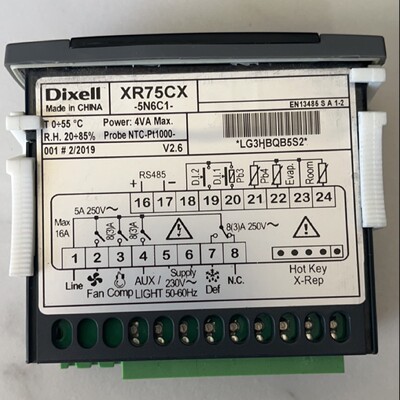 Dixell
Made in CHINA
XR75CX
-5N6C1-
EN13485 S A 1-2
T 0÷55 °C
Power: 4VA Max.
R.H. 20÷85%
Probe NTC-Pt1000-
001 # 2/2019
V2.6
*LG3HBQB5S2*
+ RS485 -
D.I.2
D.I.1
Pb3
Pb4
Evap.
Room
16 17 18 19 20 21 22 23 24
5A 250V~
Max
16A
8(3)A
8(3)A
8(3)A 250V~
1 2 3 4 5 6 7 8
Line
Fan Comp
AUX /
LIGHT
Supply
230V~
50-60Hz
Def
N.C.
Hot Key
X-Rep